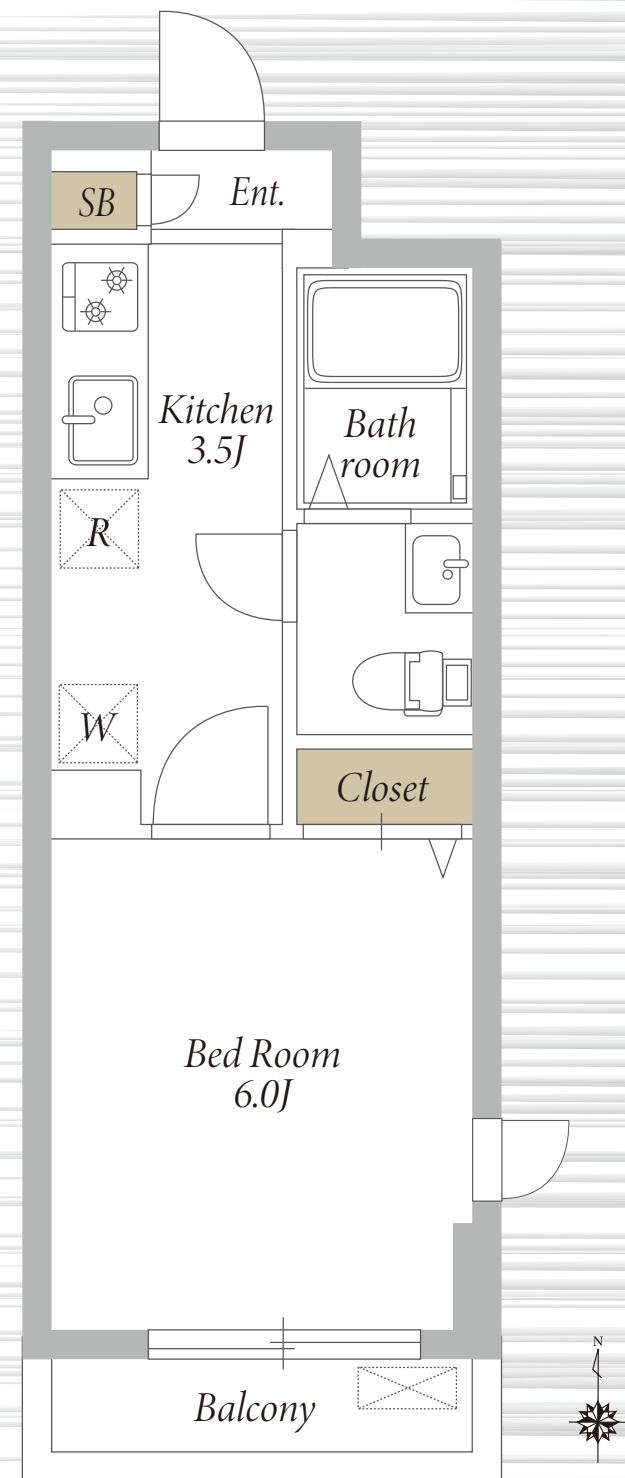 SB
Ent.
Kitchen
3.5J
Bath
room
R
W
Closet
Bed Room
6.0J
N
Balcony